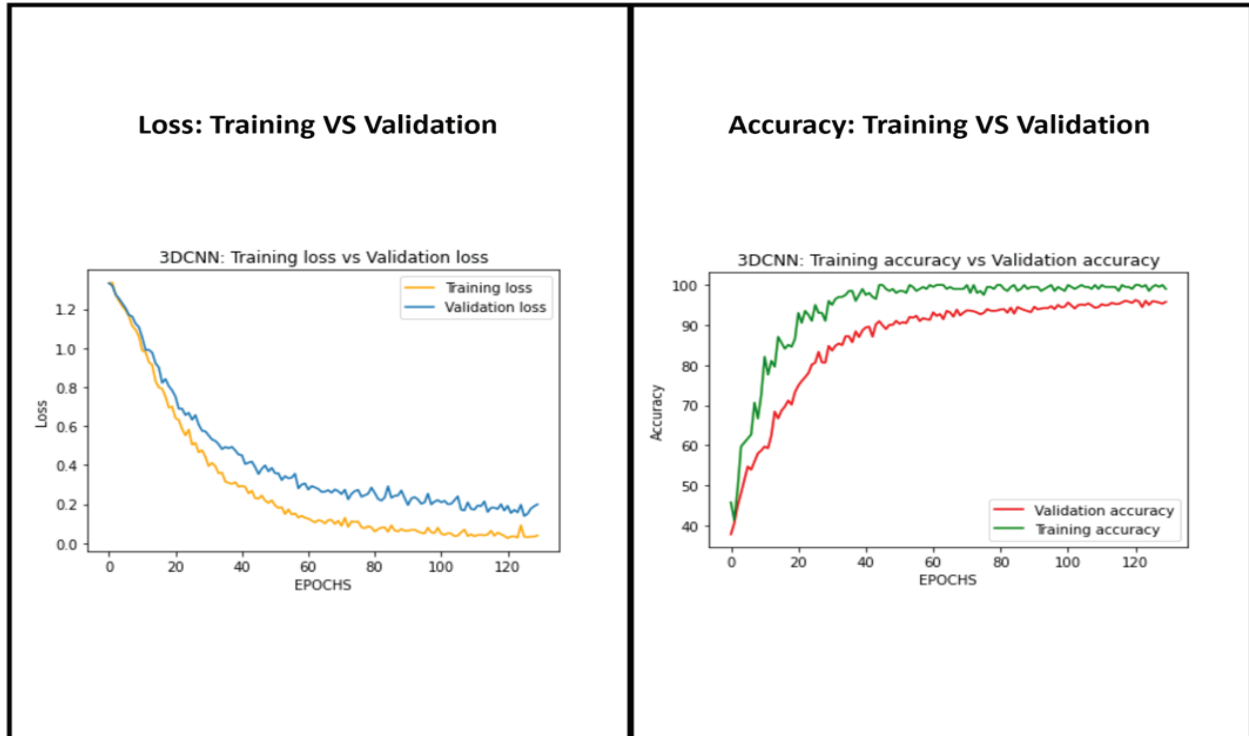 Loss: Training VS Validation
3DCNN: Training loss vs Validation loss
Training loss
Validation loss
1.2
1.0
0.8
0.6
0.4
0.2
0.0
Loss
0 20 40 60 80 100 120
EPOCHS
Accuracy: Training VS Validation
3DCNN: Training accuracy vs Validation accuracy
100
90
80
70
60
50
40
Accuracy
Validation accuracy
Training accuracy
0 20 40 60 80 100 120
EPOCHS